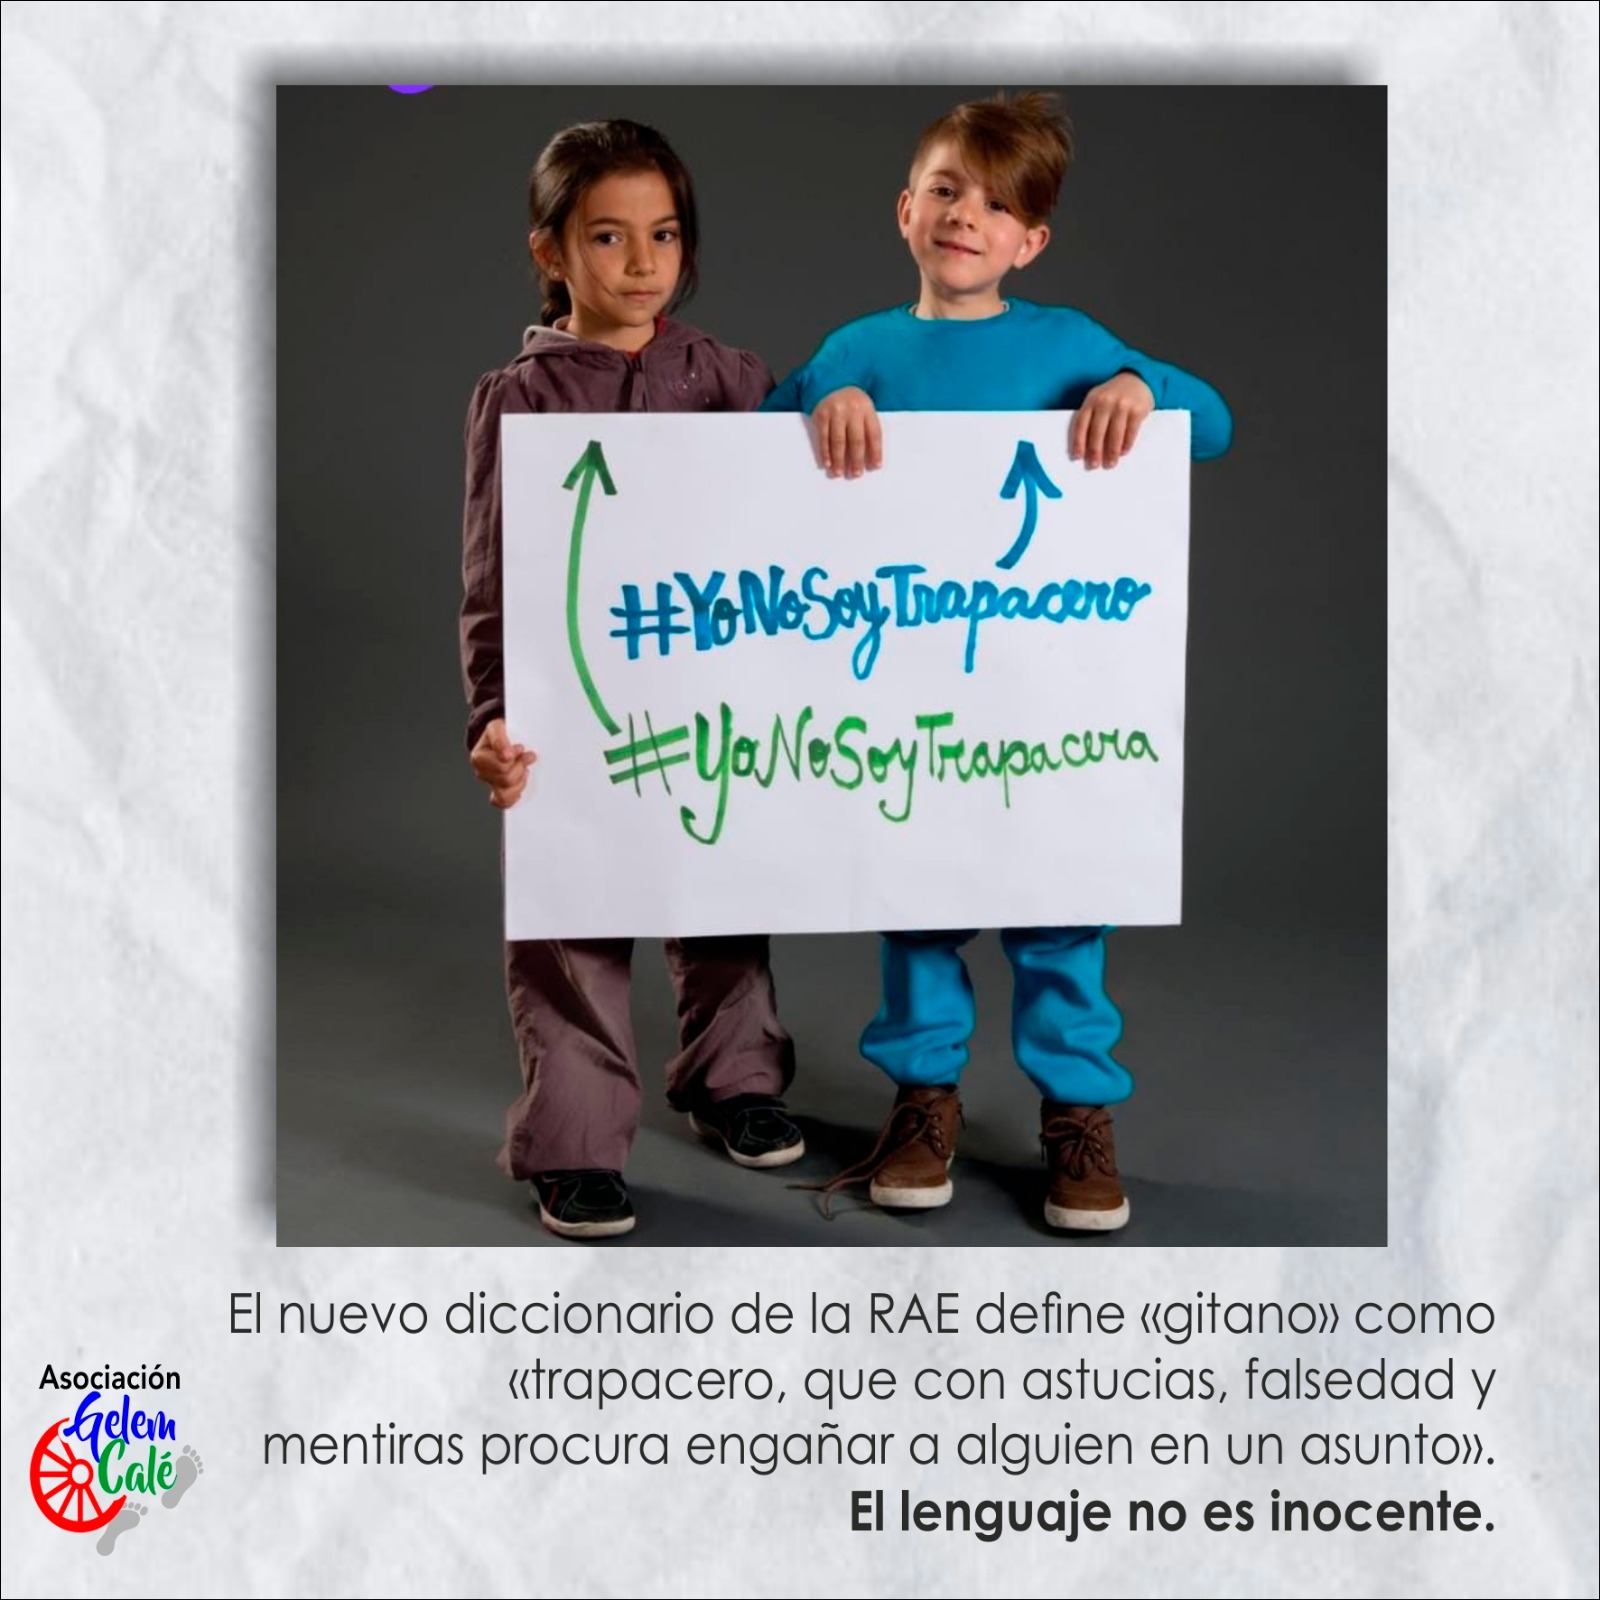 #YoNoSoyTrapacero
#YoNoSoyTrapacera
El nuevo diccionario de la RAE define «gitano» como
«trapacero, que con astucias, falsedad y
mentiras procura engañar a alguien en un asunto».
El lenguaje no es inocente.
Asociación
Gelem
Calé